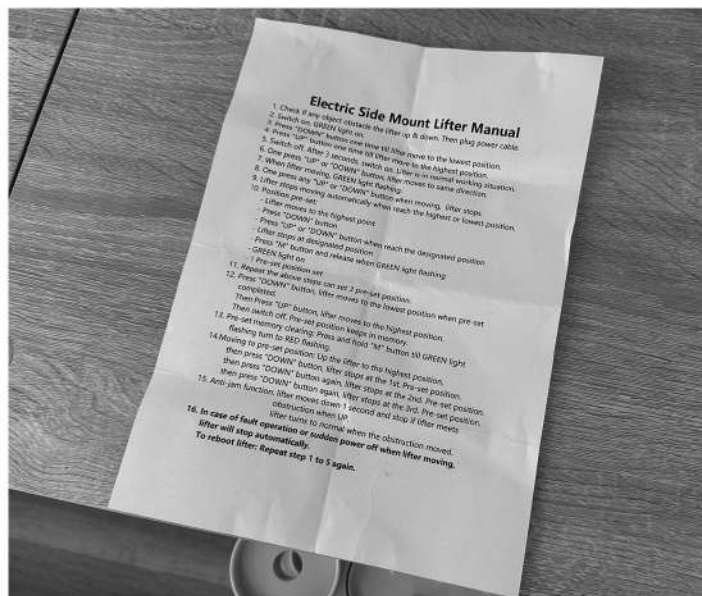 Electric Side Mount Lifter Manual
1. Check if any object obstacle the lifter up & down. Then plug power cable.
2. Switch on, GREEN light on.
3. Press "DOWN" button one time till lifter move to the lowest position.
4. Press "UP" button one time till lifter move to the highest position.
5. Switch off. After 3 seconds, switch on. Lifter is in normal working situation.
6. One press "UP" or "DOWN" button, lifter moves to same direction.
7. When lifter moving, GREEN light flashing.
8. One press any "UP" or "DOWN" button when moving, lifter stops.
9. Lifter stops moving automatically when reach the highest or lowest position.
10. Position pre-set:
- Lifter moves to the highest point
- Press "DOWN" button
- Press "UP" or "DOWN" button when reach the designated position
- Lifter stops at designated position
- Press "M" button and release when GREEN light flashing
- GREEN light on
- 1 Pre-set position set
11. Repeat the above steps can set 3 pre-set position.
12. Press "DOWN" button, lifter moves to the lowest position when pre-set
completed.
Then Press "UP" button, lifter moves to the highest position.
Then switch off. Pre-set position keeps in memory.
13. Pre-set memory clearing: Press and hold "M" button till GREEN light
flashing turn to RED flashing.
14.Moving to pre-set position: Up the lifter to the highest position.
then press "DOWN" button, lifter stops at the 1st. Pre-set position.
then press "DOWN" button again, lifter stops at the 2nd. Pre-set position.
then press "DOWN" button again, lifter stops at the 3rd. Pre-set position.
15. Anti-jam function: lifter moves down 1 second and stop if lifter meets
obstruction when UP.
lifter turns to normal when the obstruction moved.
16. In case of fault operation or sudden power off when lifter moving,
lifter will stop automatically.
To reboot lifter: Repeat step 1 to 5 again.